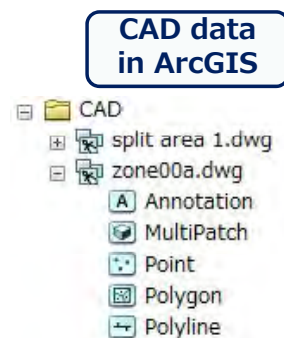 CAD data
in ArcGIS
CAD
split area 1.dwg
zone00a.dwg
A Annotation
MultiPatch
Point
Polygon
Polyline